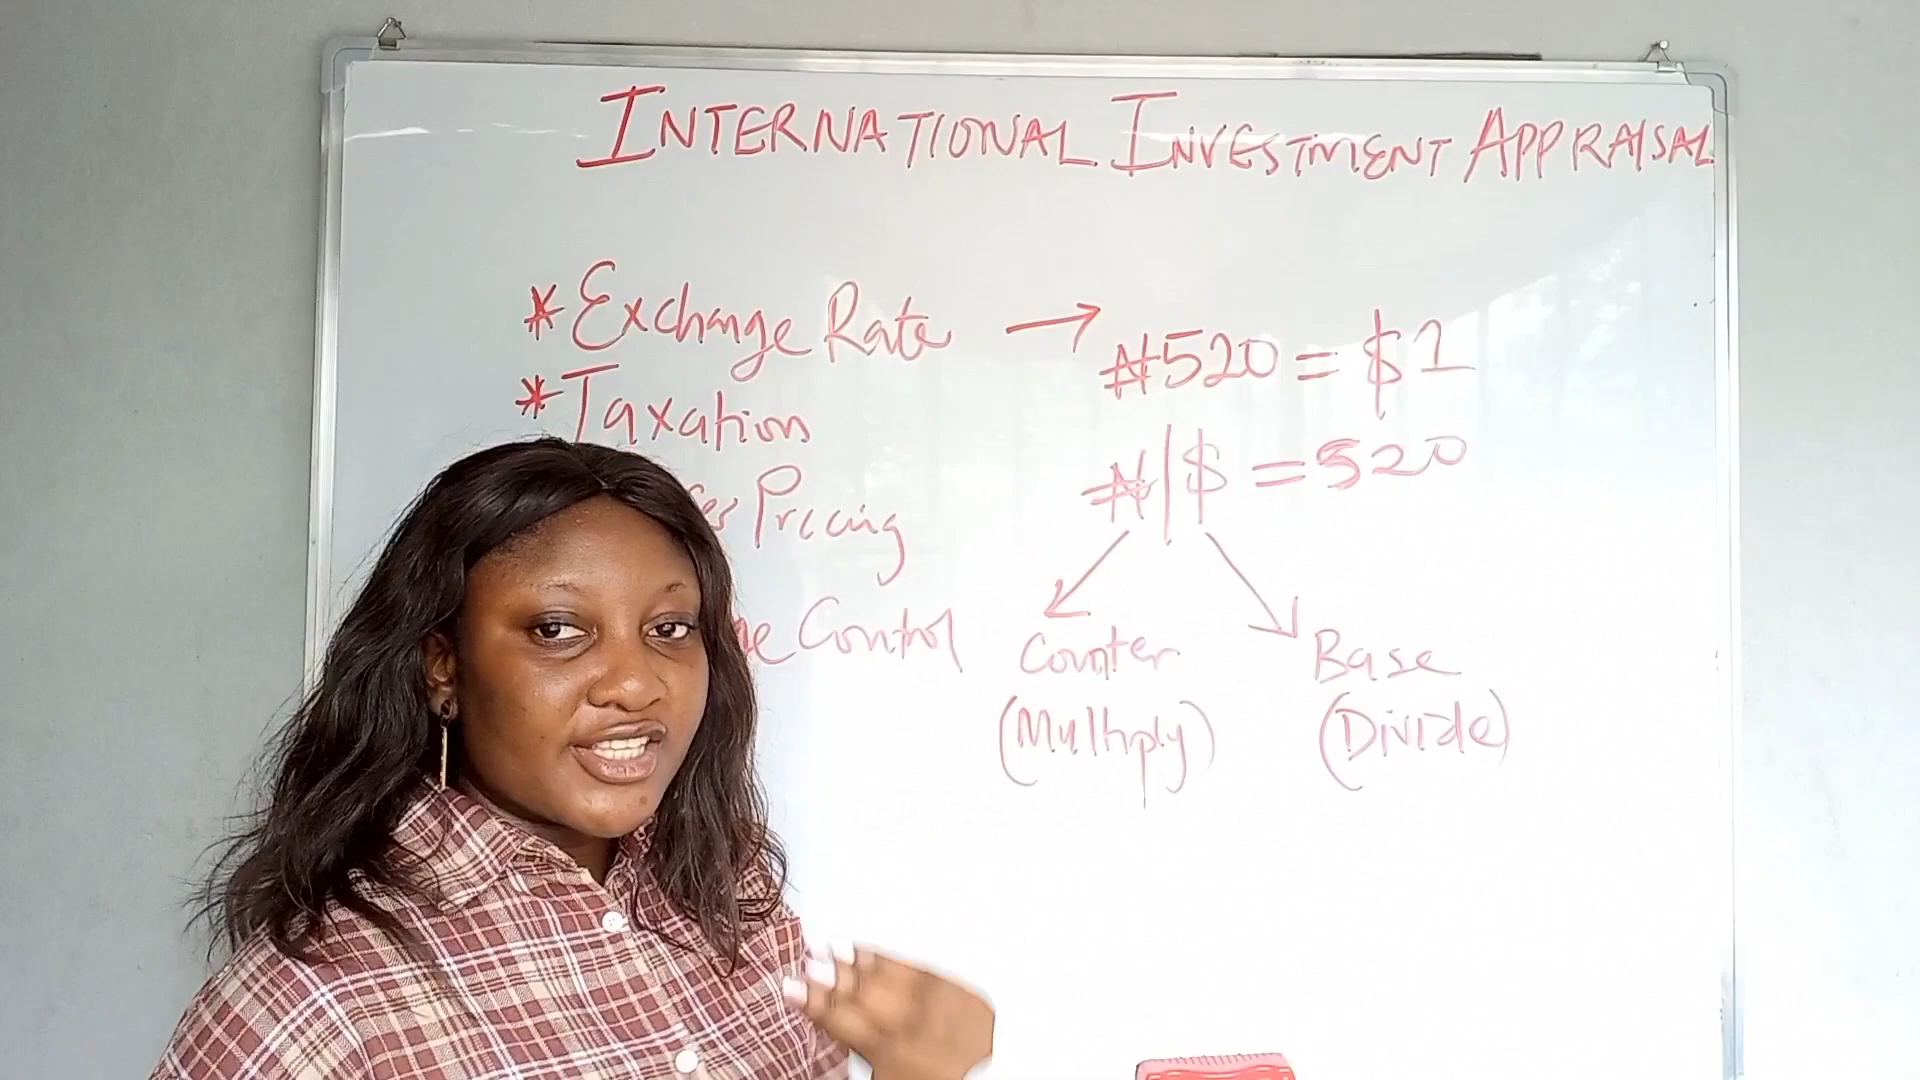 INTERNATIONAL INVESTMENT APPRAISAL
* Exchange Rate → ₦520 = $1
* Taxation
₦|$ = 520
Pricing
Control
Counter Base
(Multiply) (Divide)